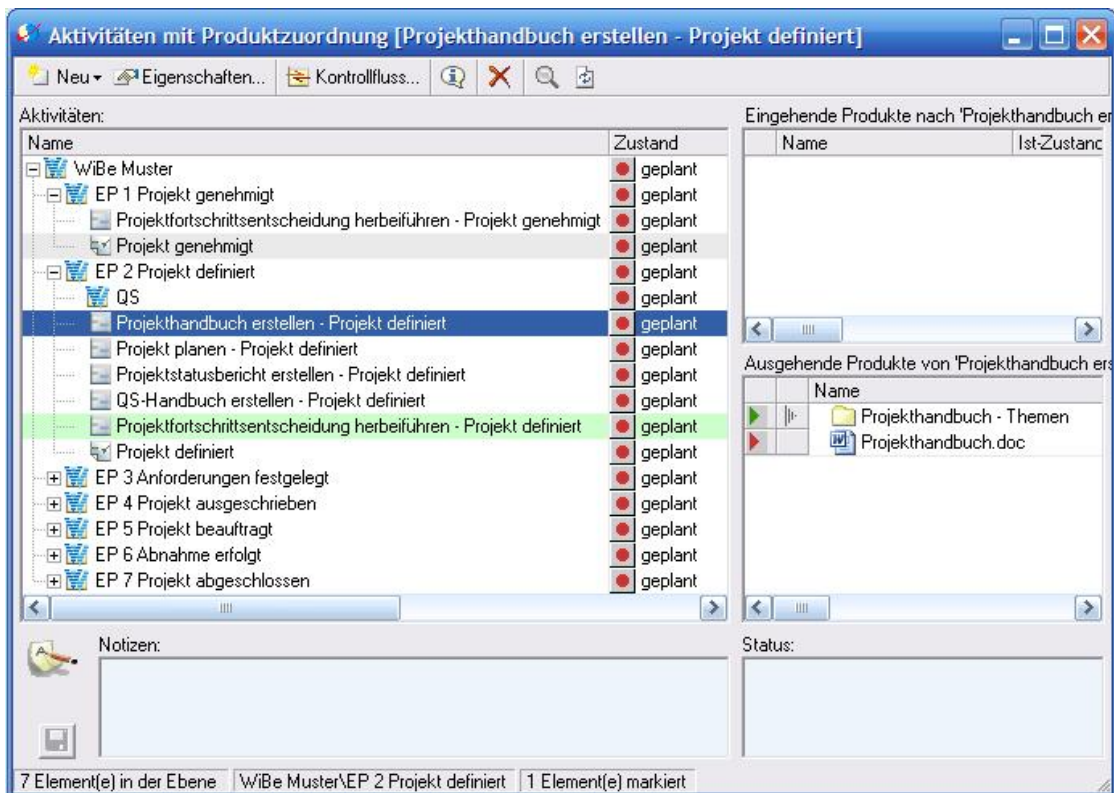 Aktivitäten mit Produktzuordnung [Projekthandbuch erstellen - Projekt definiert]
Neu Eigenschaften... Kontrollfluss...
Aktivitäten:
Name Zustand
WiBe Muster geplant
EP 1 Projekt genehmigt geplant
Projektfortschrittsentscheidung herbeiführen - Projekt genehmigt geplant
Projekt genehmigt geplant
EP 2 Projekt definiert geplant
QS geplant
Projekthandbuch erstellen - Projekt definiert geplant
Projekt planen - Projekt definiert geplant
Projektstatusbericht erstellen - Projekt definiert geplant
QS-Handbuch erstellen - Projekt definiert geplant
Projektfortschrittsentscheidung herbeiführen - Projekt definiert geplant
Projekt definiert geplant
EP 3 Anforderungen festgelegt geplant
EP 4 Projekt ausgeschrieben geplant
EP 5 Projekt beauftragt geplant
EP 6 Abnahme erfolgt geplant
EP 7 Projekt abgeschlossen geplant
Eingehende Produkte nach 'Projekthandbuch er
Name Ist-Zustand
Ausgehende Produkte von 'Projekthandbuch ers
Name
Projekthandbuch - Themen
Projekthandbuch.doc
Notizen:
Status:
7 Element(e) in der Ebene WiBe Muster\EP 2 Projekt definiert 1 Element(e) markiert